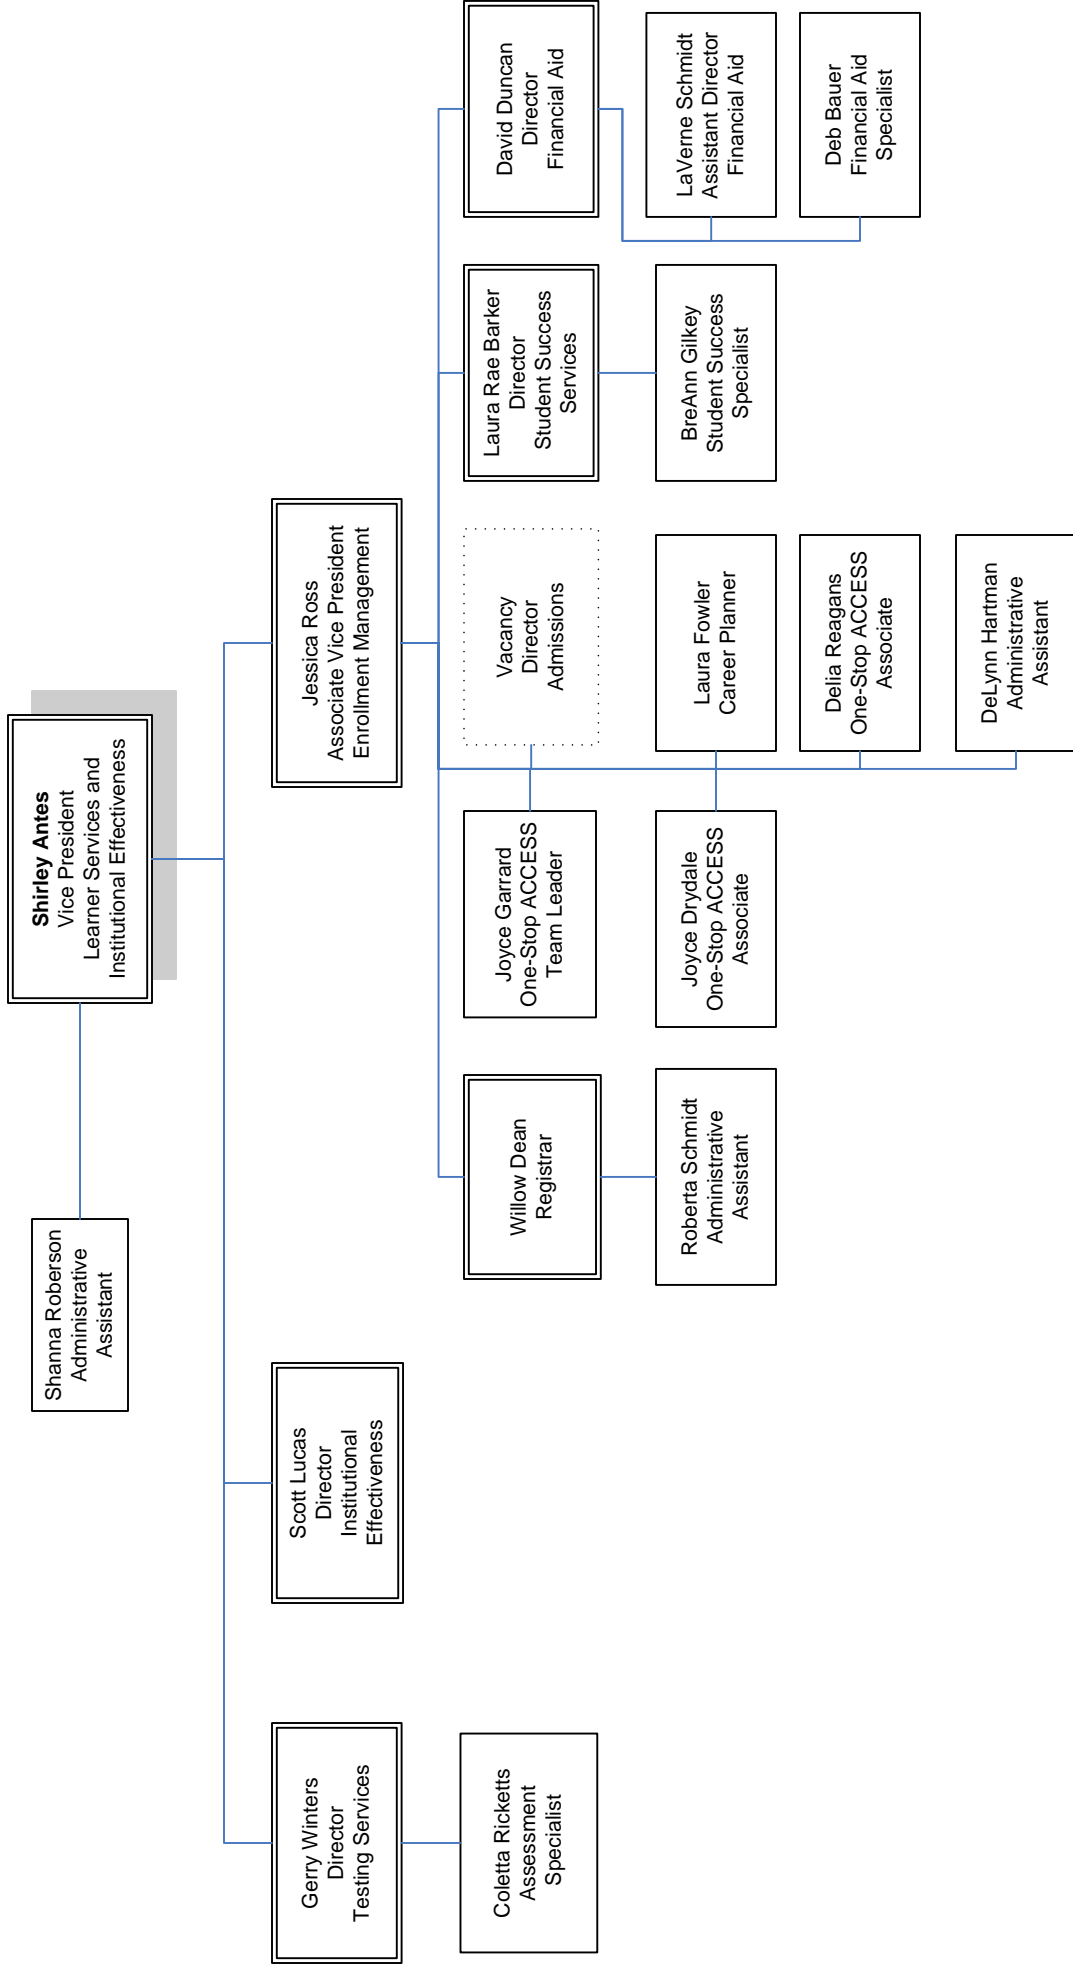 Shirley Antes
Vice President
Learner Services and
Institutional Effectiveness
Shanna Roberson
Administrative
Assistant
Gerry Winters
Director
Testing Services
Scott Lucas
Director
Institutional
Effectiveness
Jessica Ross
Associate Vice President
Enrollment Management
Coletta Ricketts
Assessment
Specialist
Willow Dean
Registrar
Joyce Garrard
One-Stop ACCESS
Team Leader
Vacancy
Director
Admissions
Laura Rae Barker
Director
Student Success
Services
David Duncan
Director
Financial Aid
Roberta Schmidt
Administrative
Assistant
Joyce Drydale
One-Stop ACCESS
Associate
Laura Fowler
Career Planner
BreAnn Gilkey
Student Success
Specialist
LaVerne Schmidt
Assistant Director
Financial Aid
Delia Reagans
One-Stop ACCESS
Associate
Deb Bauer
Financial Aid
Specialist
DeLynn Hartman
Administrative
Assistant